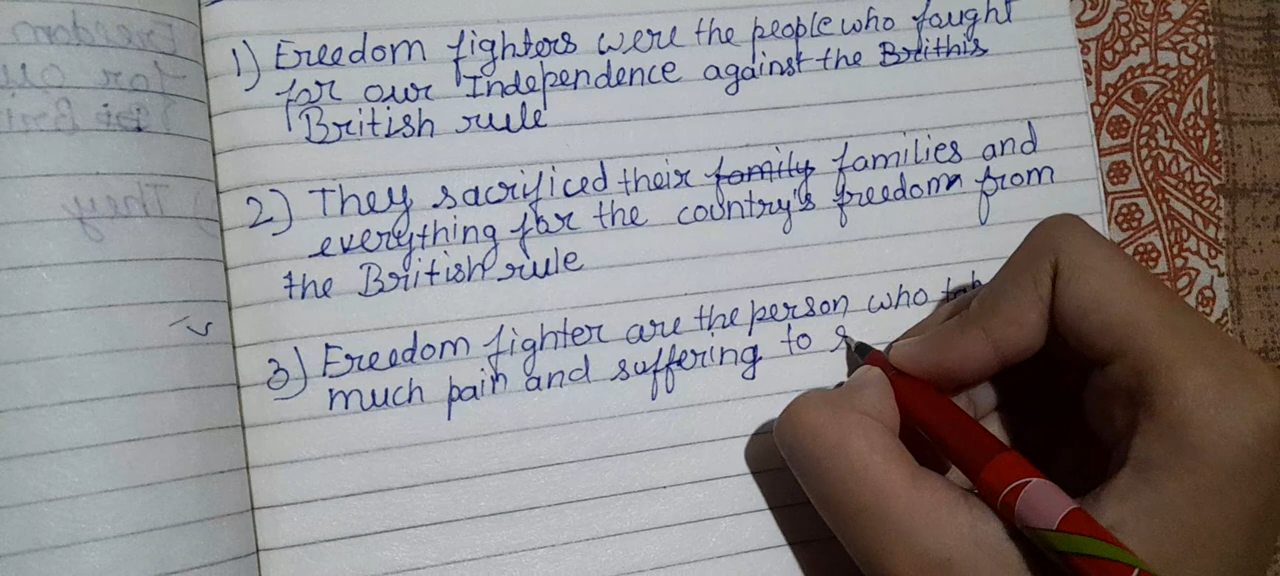 1) Freedom fighters were the people who fought
for our Independence against the Brithis
British rule
2) They sacrificed their family families and
everything for the country's freedom from
the British rule
3) Freedom fighter are the person who
much pain and suffering to